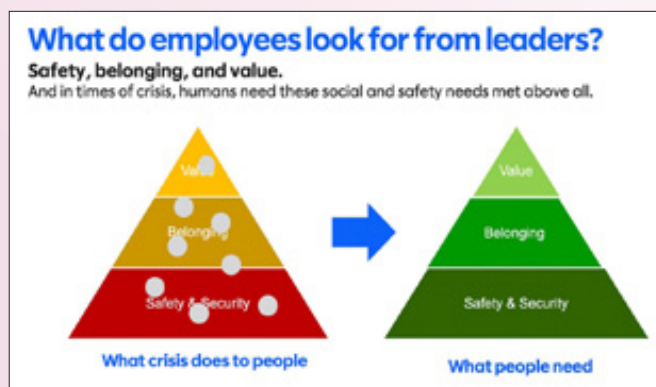 What do employees look for from leaders?
Safety, belonging, and value.
And in times of crisis, humans need these social and safety needs met above all.
Value
Belonging
Safety & Security
What crisis does to people
Value
Belonging
Safety & Security
What people need